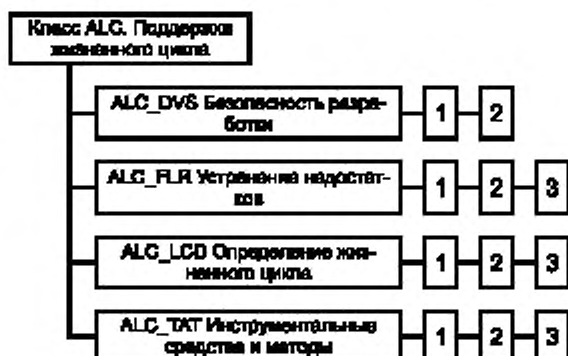 Класс ALC. Поддержка
жизненного цикла
ALC_DVS Безопасность разра-
ботки
1 2
ALC_FLR Устранение недостат-
ков
1 2 3
ALC_LCD Определение жиз-
ненного цикла
1 2 3
ALC_TAT Инструментальные
средства и методы
1 2 3